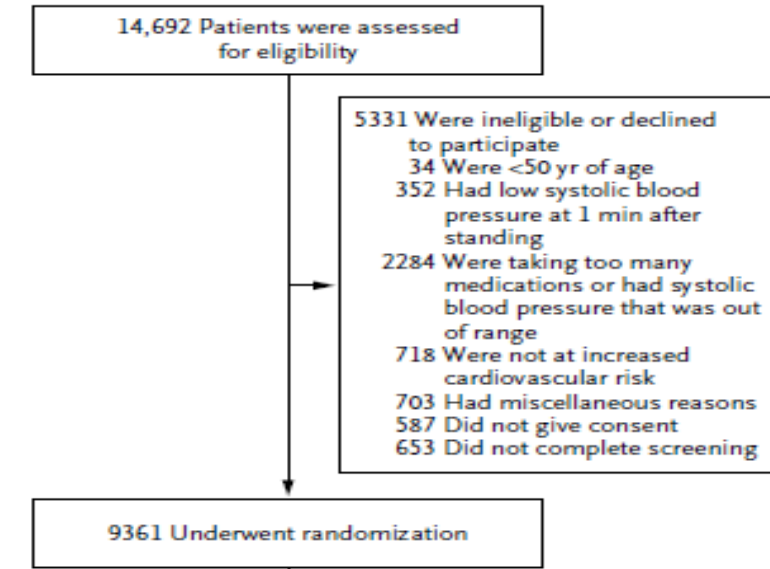 14,692 Patients were assessed
for eligibility
5331 Were ineligible or declined
to participate
34 Were <50 yr of age
352 Had low systolic blood
pressure at 1 min after
standing
2284 Were taking too many
medications or had systolic
blood pressure that was out
of range
718 Were not at increased
cardiovascular risk
703 Had miscellaneous reasons
587 Did not give consent
653 Did not complete screening
9361 Underwent randomization